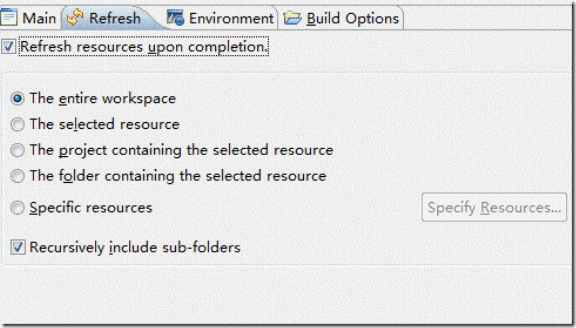 Main Refresh Environment Build Options
Refresh resources upon completion.
The entire workspace
The selected resource
The project containing the selected resource
The folder containing the selected resource
Specific resources Specify Resources...
Recursively include sub-folders